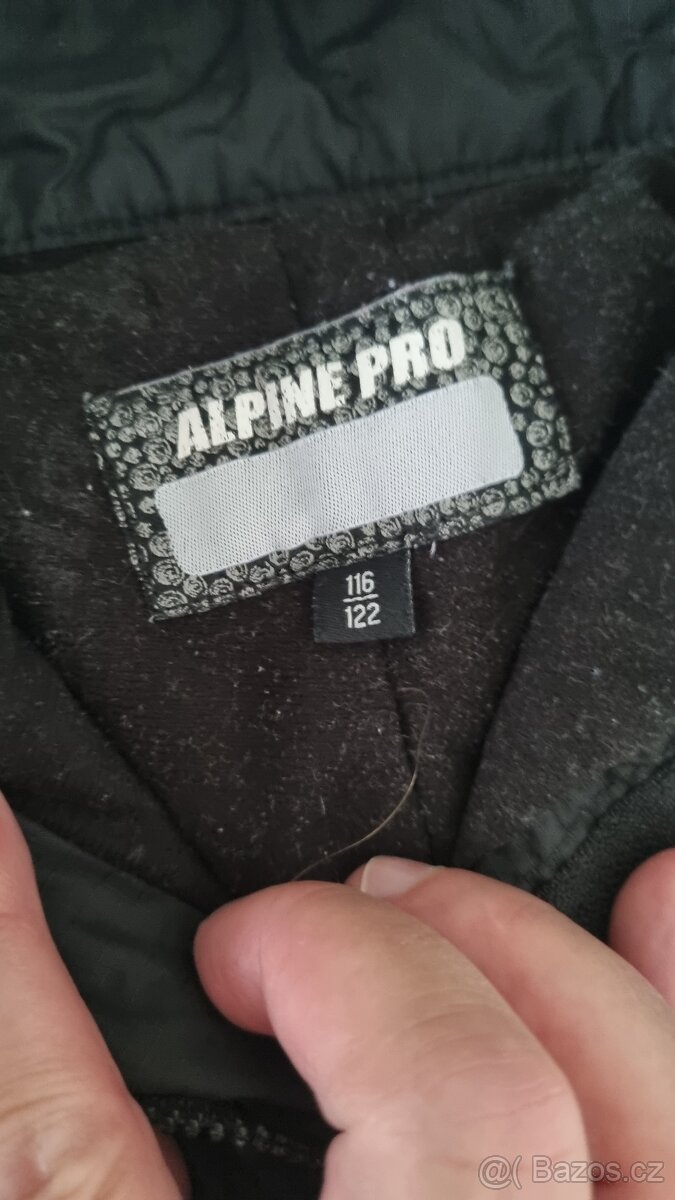 ALPINE PRO
116
122
@( Bazos.cz